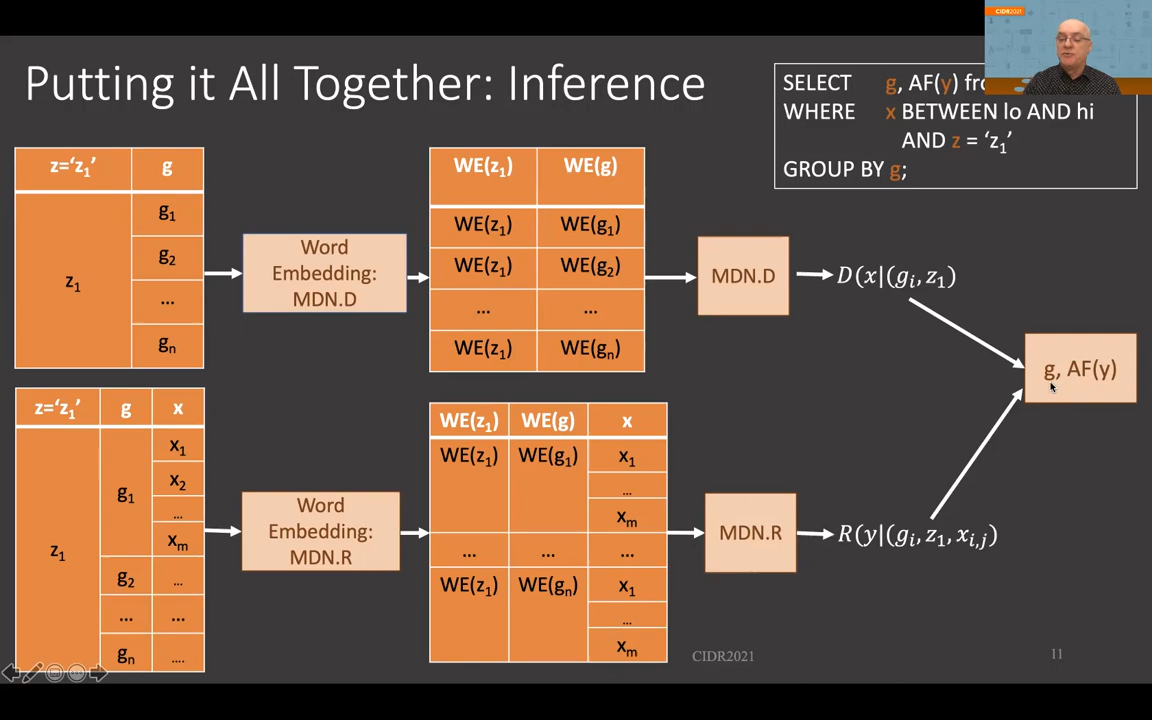 CIDR2021
Putting it All Together: Inference
SELECT g, AF(y) fro
WHERE x BETWEEN lo AND hi
AND z = ‘z₁’
GROUP BY g;
z=‘z₁’ g
z₁
g₁
g₂
...
gₙ
Word
Embedding:
MDN.D
WE(z₁) WE(g)
WE(z₁) WE(g₁)
WE(z₁) WE(g₂)
... ...
WE(z₁) WE(gₙ)
MDN.D
D(x|(gᵢ, z₁)
g, AF(y)
z=‘z₁’ g x
z₁
g₁
x₁
x₂
...
xₘ
g₂ ...
... ...
gₙ ....
Word
Embedding:
MDN.R
WE(z₁) WE(g) x
WE(z₁) WE(g₁) x₁
...
xₘ
... ... ...
WE(z₁) WE(gₙ) x₁
...
xₘ
MDN.R
R(y|(gᵢ, z₁, xᵢ,ⱼ)
CIDR2021
11